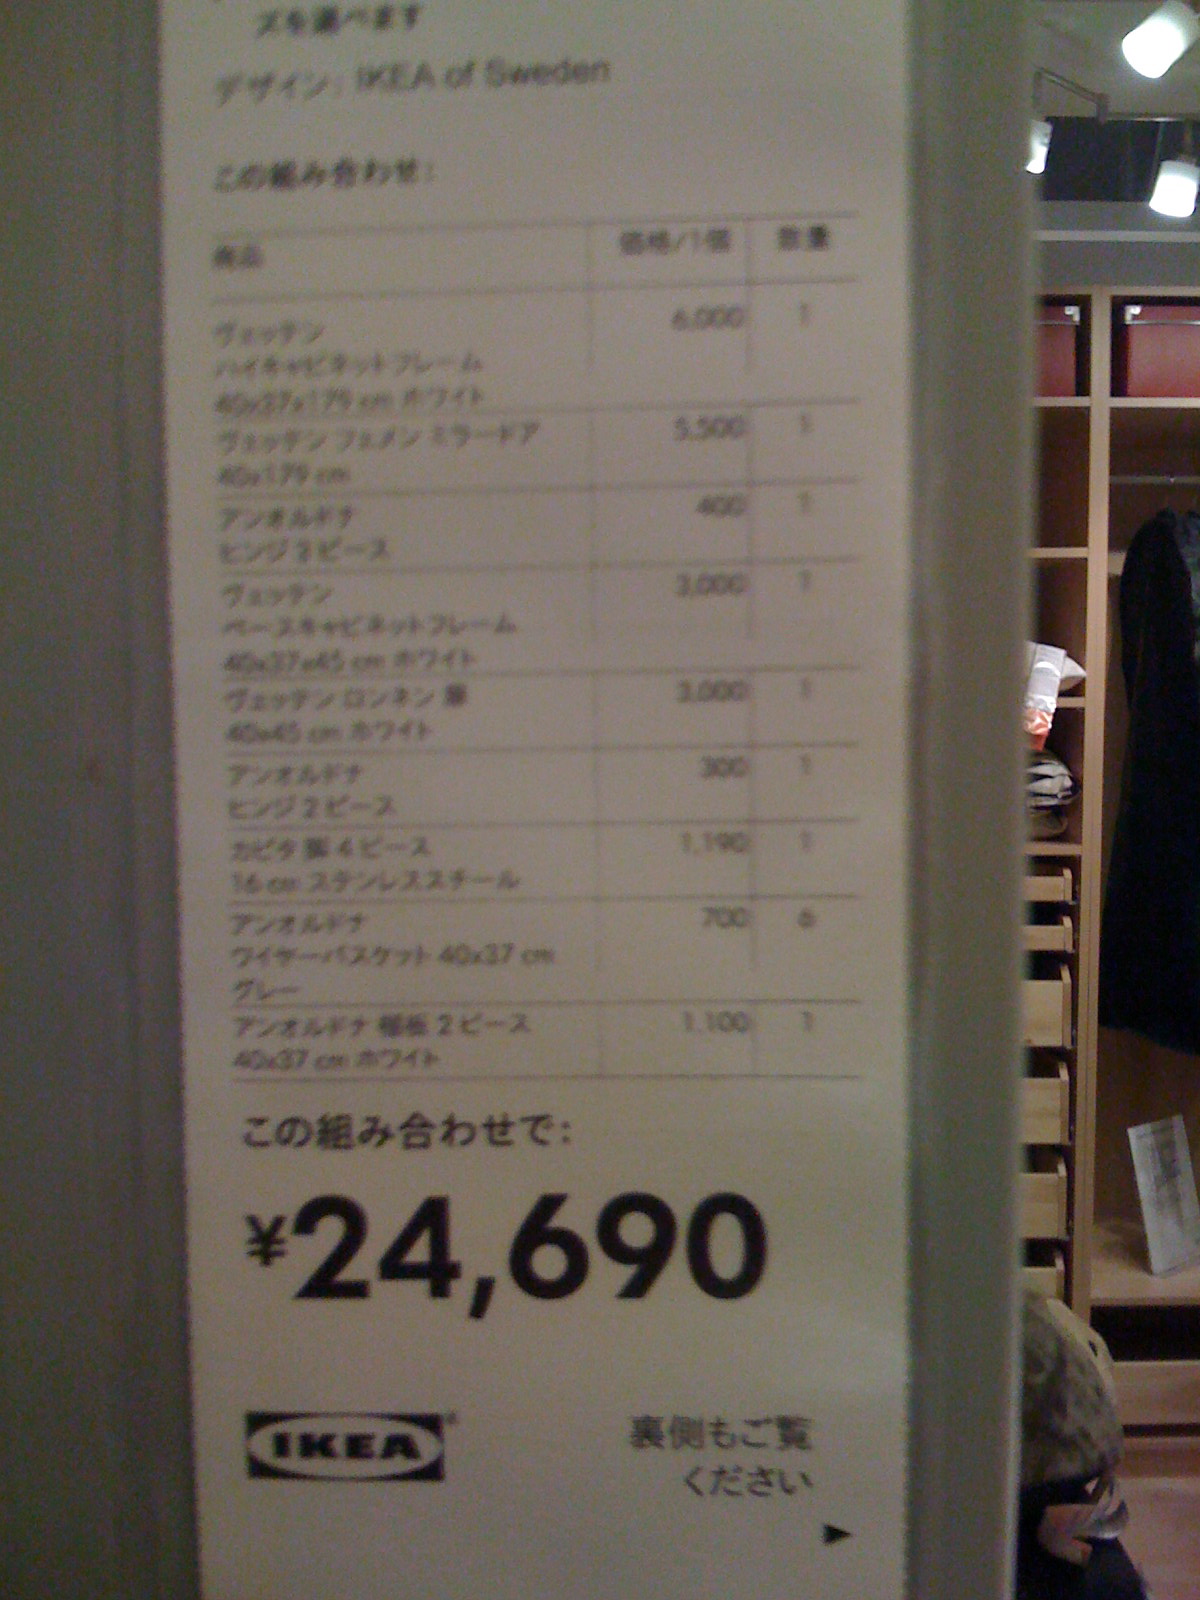 ズを選べます
デザイン: IKEA of Sweden
この組み合わせ:
商品 価格/1個 数量
ヴェッテン 6,000 1
ハイキャビネットフレーム
40x37x179 cm ホワイト
ヴェッテン フェメン ミラードア 5,500 1
40x179 cm
アンオルドナ 400 1
ヒンジ 3 ピース
ヴェッテン 3,000 1
ベースキャビネットフレーム
40x37x45 cm ホワイト
ヴェッテン ロンネン 扉 3,000 1
40x45 cm ホワイト
アンオルドナ 300 1
ヒンジ 2 ピース
カピタ 脚 4 ピース 1,190 1
16 cm ステンレススチール
アンオルドナ 700 6
ワイヤーバスケット 40x37 cm
グレー
アンオルドナ 棚板 2 ピース 1,100 1
40x37 cm ホワイト
この組み合わせで:
¥24,690
IKEA
裏側もご覧
ください